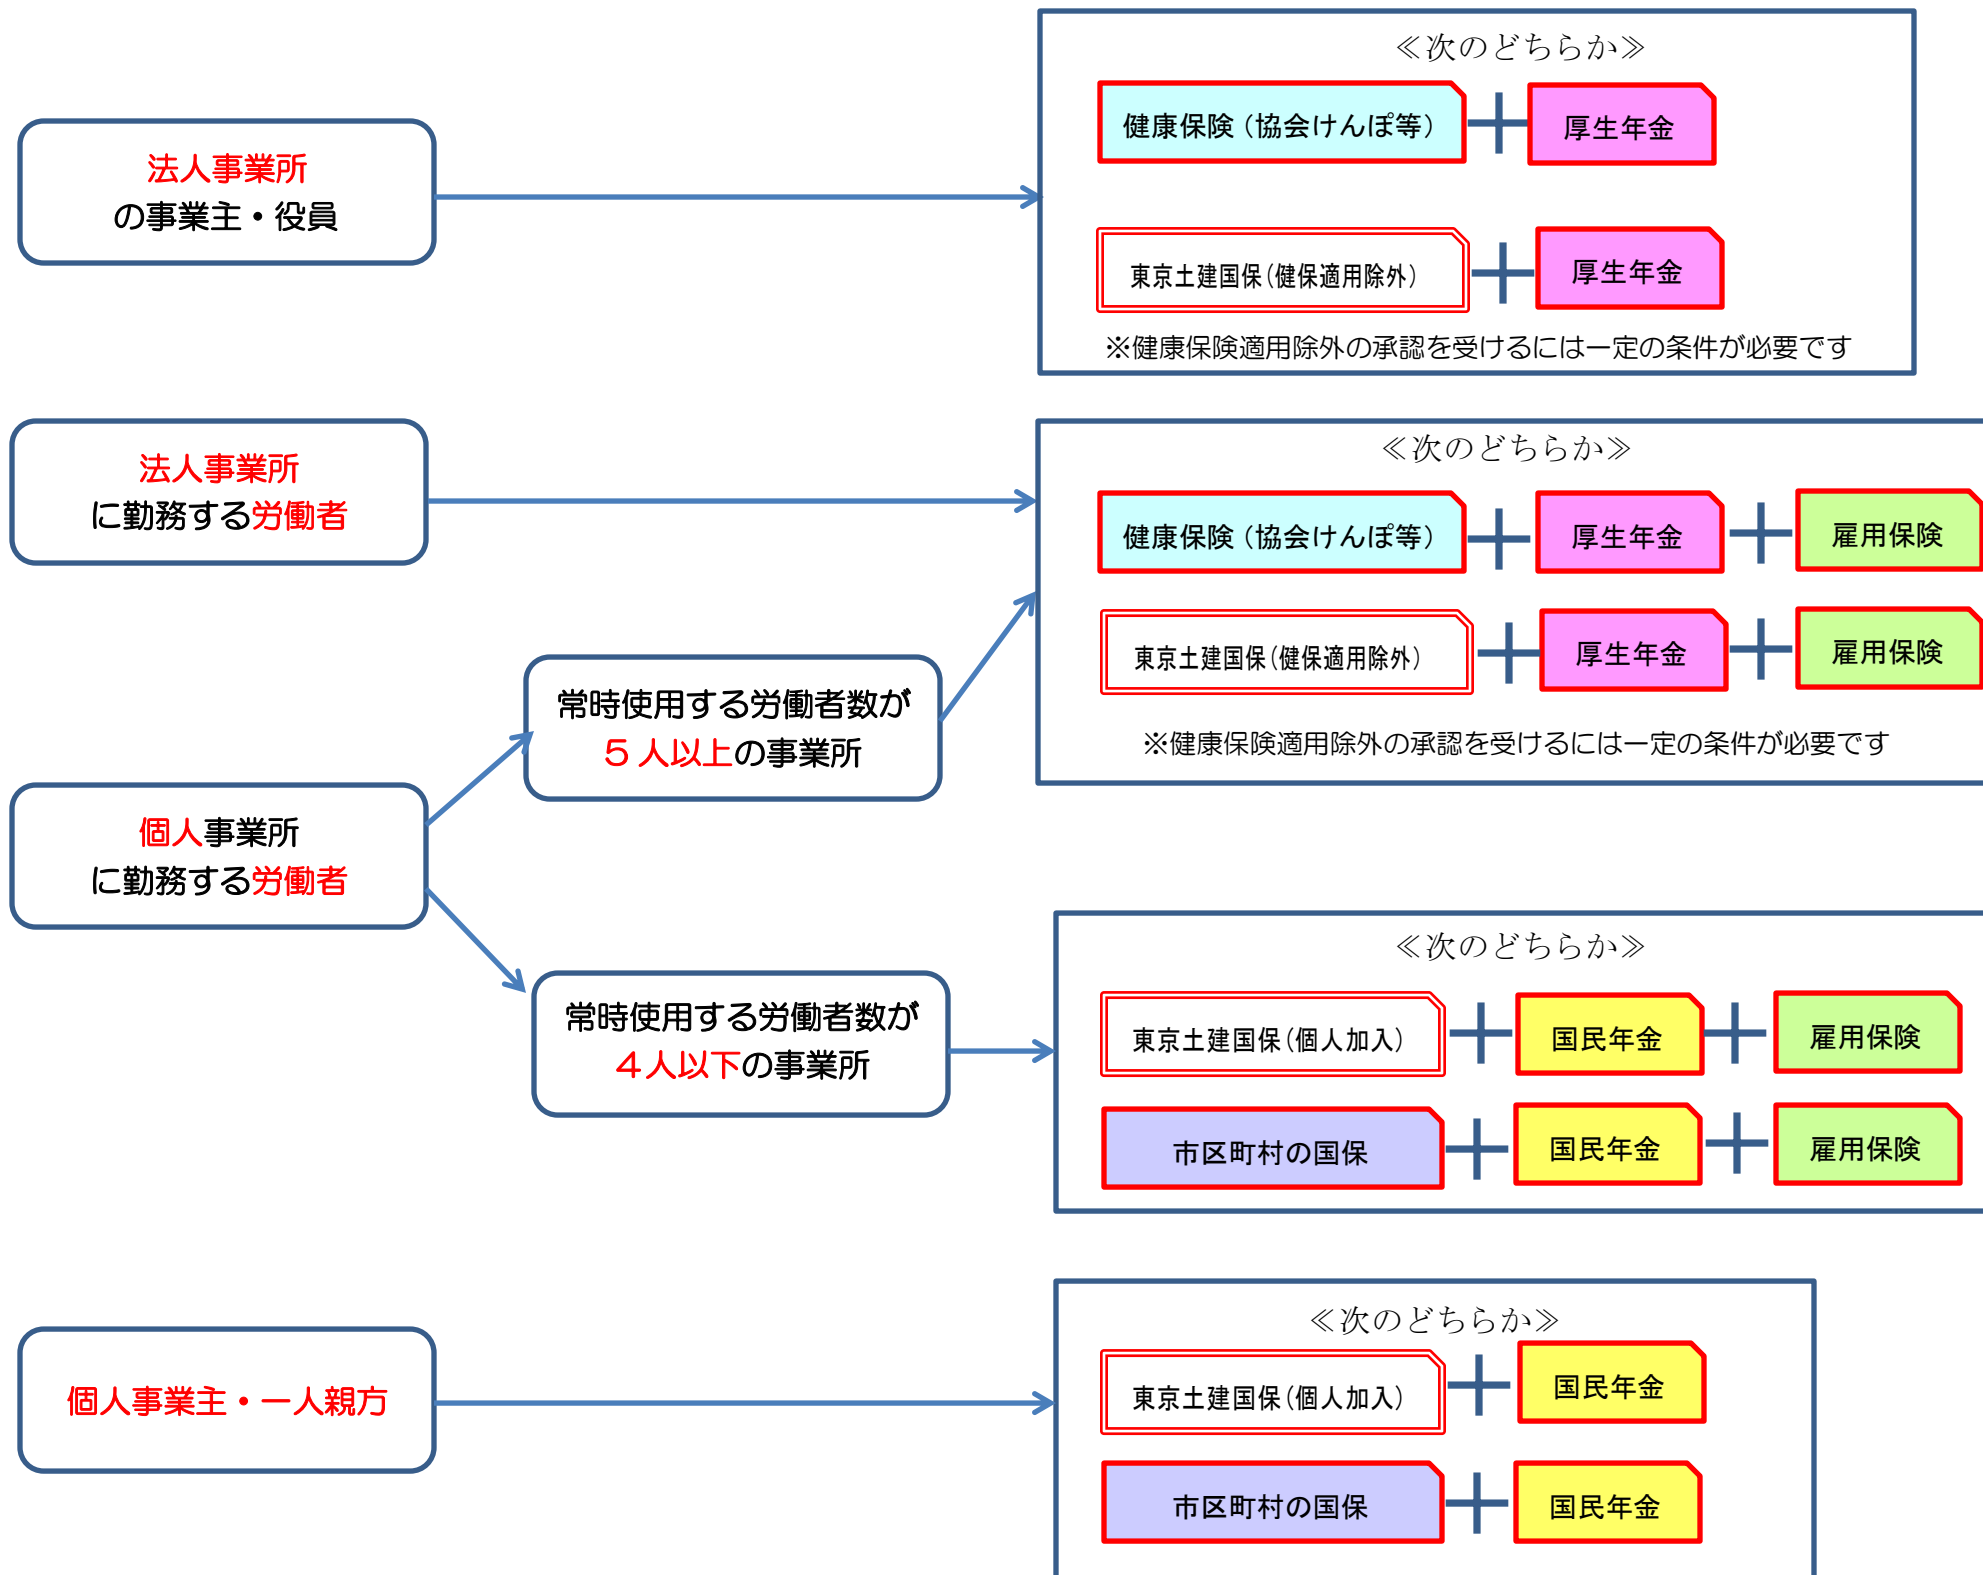 ≪次のどちらか≫
法人事業所
の事業主・役員
健康保険（協会けんぽ等）
厚生年金
東京土建国保（健保適用除外）
厚生年金
※健康保険適用除外の承認を受けるには一定の条件が必要です
法人事業所
に勤務する労働者
≪次のどちらか≫
健康保険（協会けんぽ等）
厚生年金
雇用保険
東京土建国保（健保適用除外）
厚生年金
雇用保険
※健康保険適用除外の承認を受けるには一定の条件が必要です
個人事業所
に勤務する労働者
常時使用する労働者数が
５人以上の事業所
常時使用する労働者数が
４人以下の事業所
≪次のどちらか≫
東京土建国保（個人加入）
国民年金
雇用保険
市区町村の国保
国民年金
雇用保険
個人事業主・一人親方
≪次のどちらか≫
東京土建国保（個人加入）
国民年金
市区町村の国保
国民年金